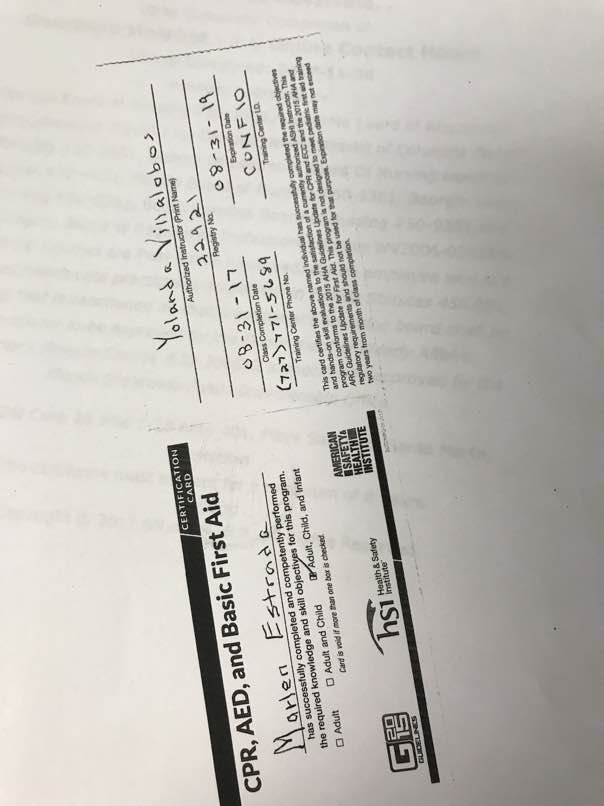 CERTIFICATION
CARD
CPR, AED, and Basic First Aid
Marlen Estrada
has successfully completed and competently performed
the required knowledge and skill objectives for this program.
☐ Adult ☐ Adult and Child ☑ Adult, Child, and Infant
Card is void if more than one box is checked.
G2015
GUIDELINES
hsi Health & Safety
Institute
AMERICAN
SAFETY &
HEALTH
INSTITUTE
Yolanda Villalobos
Authorized Instructor (Print Name)
22921
Registry No.
08-31-17 08-31-19
Class Completion Date Expiration Date
(727)771-5689 CONF10
Training Center Phone No. Training Center I.D.
This card certifies the above named individual has successfully completed the required objectives
and hands-on skill evaluations to the satisfaction of a currently authorized ASHI Instructor. This
program conforms to the 2015 AHA Guidelines Update for CPR and ECC and the 2015 AHA and
ARC Guidelines Update for First Aid. This program is not designed to meet pediatric first aid training
regulatory requirements and should not be used for that purpose. Expiration date may not exceed
two years from month of class completion.